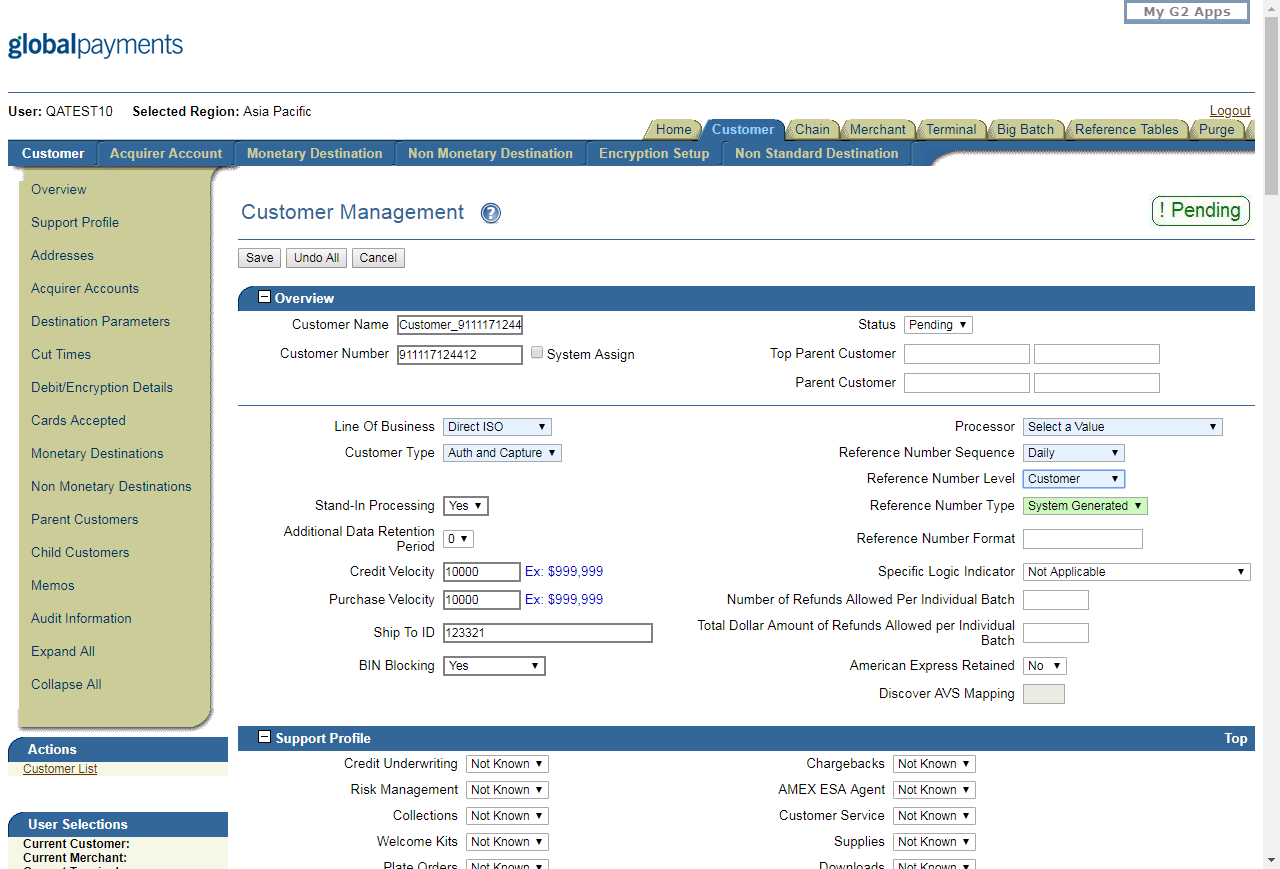 My G2 Apps
globalpayments
User: QATEST10 Selected Region: Asia Pacific
Logout
Home Customer Chain Merchant Terminal Big Batch Reference Tables Purge
Customer Acquirer Account Monetary Destination Non Monetary Destination Encryption Setup Non Standard Destination
Overview
Support Profile
Addresses
Acquirer Accounts
Destination Parameters
Cut Times
Debit/Encryption Details
Cards Accepted
Monetary Destinations
Non Monetary Destinations
Parent Customers
Child Customers
Memos
Audit Information
Expand All
Collapse All
Actions
Customer List
User Selections
Current Customer:
Current Merchant:
Customer Management ?
! Pending
Save Undo All Cancel
Overview
Customer Name Customer_9111171244 Status Pending
Customer Number 911117124412 System Assign Top Parent Customer
Parent Customer
Line Of Business Direct ISO Processor Select a Value
Customer Type Auth and Capture Reference Number Sequence Daily
Reference Number Level Customer
Stand-In Processing Yes Reference Number Type System Generated
Additional Data Retention
Period 0 Reference Number Format
Credit Velocity 10000 Ex: $999,999 Specific Logic Indicator Not Applicable
Purchase Velocity 10000 Ex: $999,999 Number of Refunds Allowed Per Individual Batch
Ship To ID 123321 Total Dollar Amount of Refunds Allowed per Individual
Batch
BIN Blocking Yes American Express Retained No
Discover AVS Mapping
Support Profile Top
Credit Underwriting Not Known Chargebacks Not Known
Risk Management Not Known AMEX ESA Agent Not Known
Collections Not Known Customer Service Not Known
Welcome Kits Not Known Supplies Not Known
Plate Orders Not Known Downloads Not Known